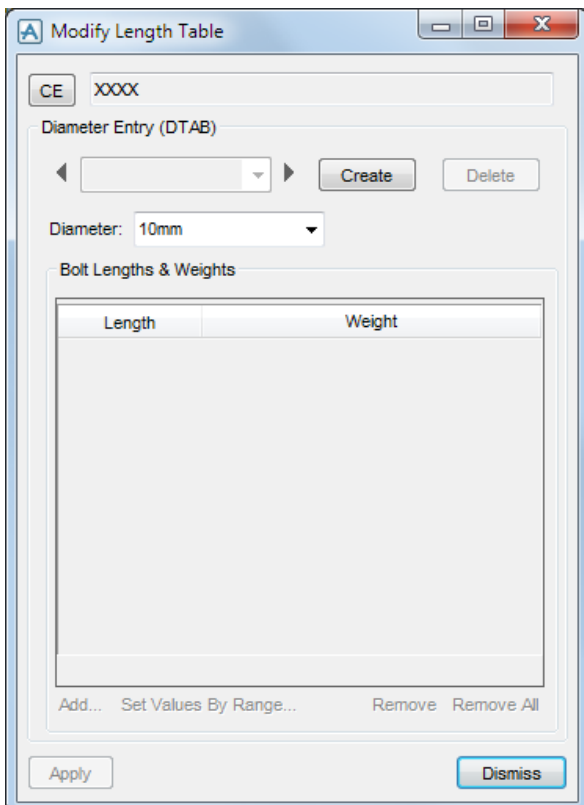 Modify Length Table
CE XXXX
Diameter Entry (DTAB)
Create Delete
Diameter: 10mm
Bolt Lengths & Weights
Length Weight
Add... Set Values By Range... Remove Remove All
Apply Dismiss